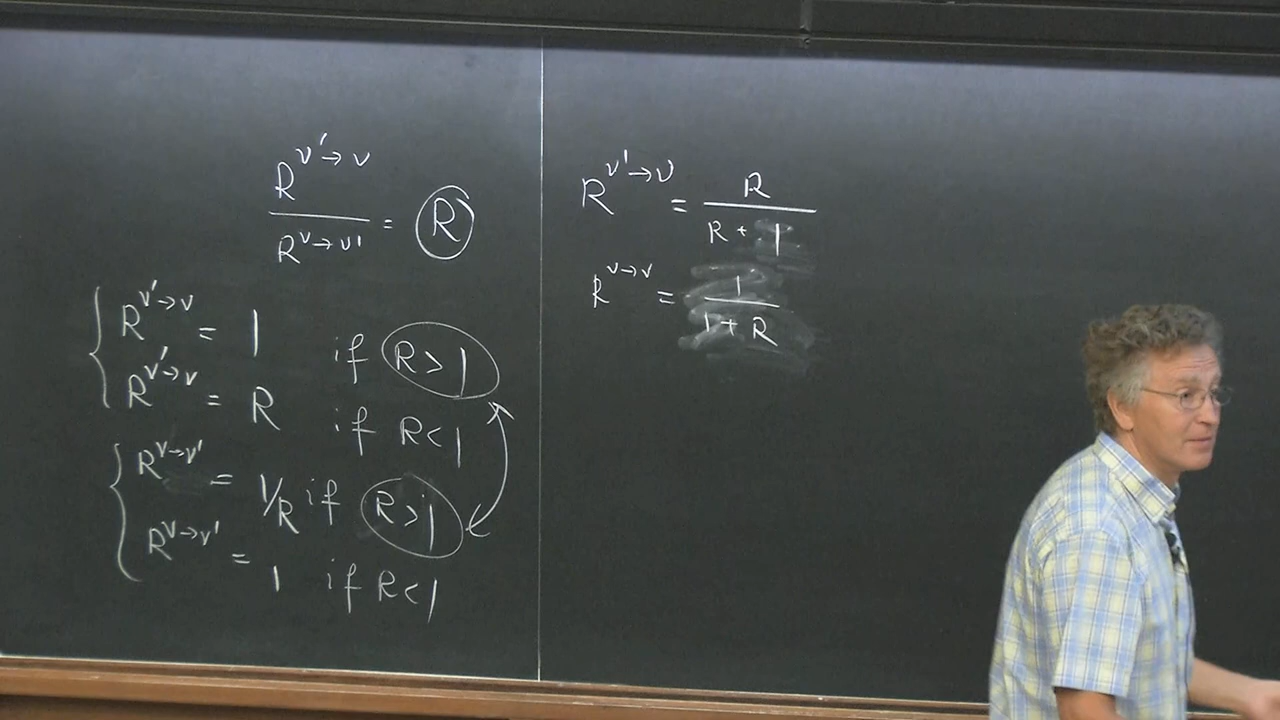 R^{ν'→ν} / R^{ν→ν'} = R
R^{ν'→ν} = 1 if R > 1
R^{ν'→ν} = R if R < 1
R^{ν→ν'} = 1/R if R > 1
R^{ν→ν'} = 1 if R < 1
R^{ν'→ν} = R / (R + 1)
R^{ν→ν} = 1 / (1 + R)